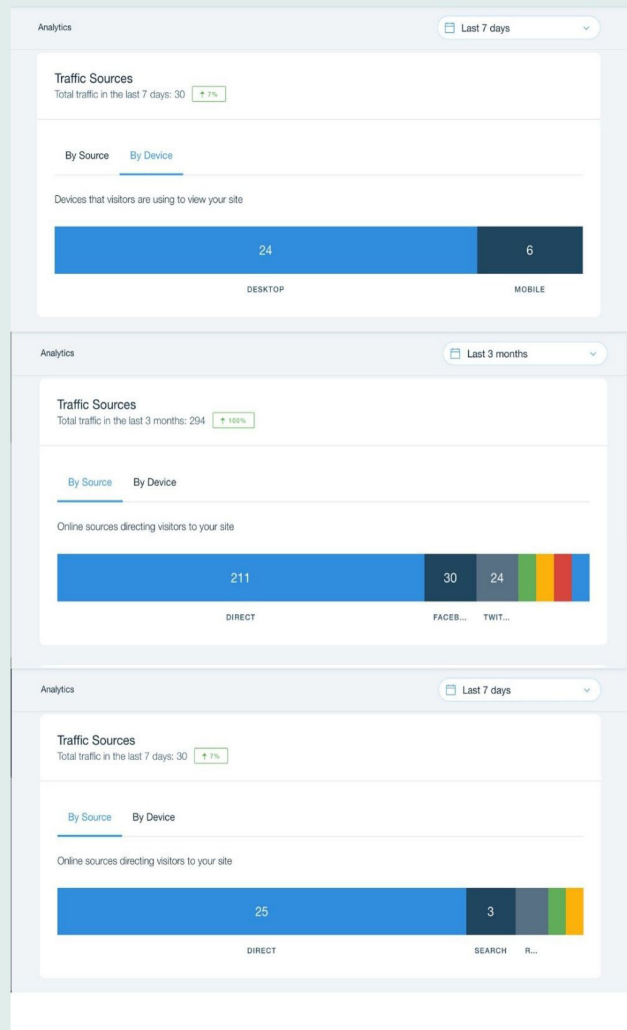 Analytics
Last 7 days
Traffic Sources
Total traffic in the last 7 days: 30 ↑ 7%
By Source By Device
Devices that visitors are using to view your site
24 6
DESKTOP MOBILE
Analytics
Last 3 months
Traffic Sources
Total traffic in the last 3 months: 294 ↑ 100%
By Source By Device
Online sources directing visitors to your site
211 30 24
DIRECT FACEB... TWIT...
Analytics
Last 7 days
Traffic Sources
Total traffic in the last 7 days: 30 ↑ 7%
By Source By Device
Online sources directing visitors to your site
25 3
DIRECT SEARCH R...